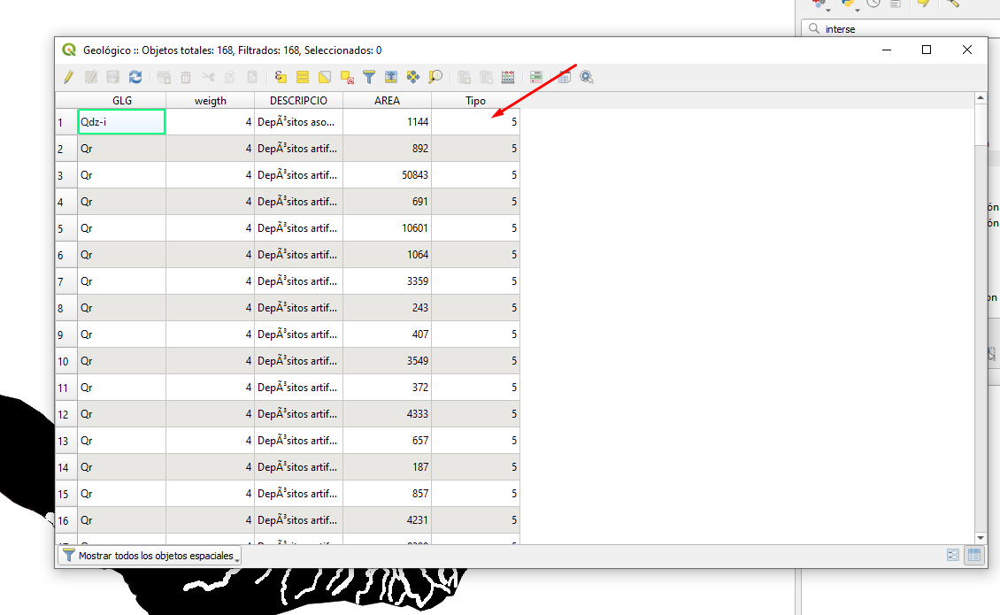 interse
Geológico :: Objetos totales: 168, Filtrados: 168, Seleccionados: 0
GLG weigth DESCRIPCIO AREA Tipo
1 Qdz-i 4 DepÃ³sitos aso... 1144 5
2 Qr 4 DepÃ³sitos artif... 892 5
3 Qr 4 DepÃ³sitos artif... 50843 5
4 Qr 4 DepÃ³sitos artif... 691 5
5 Qr 4 DepÃ³sitos artif... 10601 5
6 Qr 4 DepÃ³sitos artif... 1064 5
7 Qr 4 DepÃ³sitos artif... 3359 5
8 Qr 4 DepÃ³sitos artif... 243 5
9 Qr 4 DepÃ³sitos artif... 407 5
10 Qr 4 DepÃ³sitos artif... 3549 5
11 Qr 4 DepÃ³sitos artif... 372 5
12 Qr 4 DepÃ³sitos artif... 4333 5
13 Qr 4 DepÃ³sitos artif... 657 5
14 Qr 4 DepÃ³sitos artif... 187 5
15 Qr 4 DepÃ³sitos artif... 857 5
16 Qr 4 DepÃ³sitos artif... 4231 5
ón
ón
on
Mostrar todos los objetos espaciales